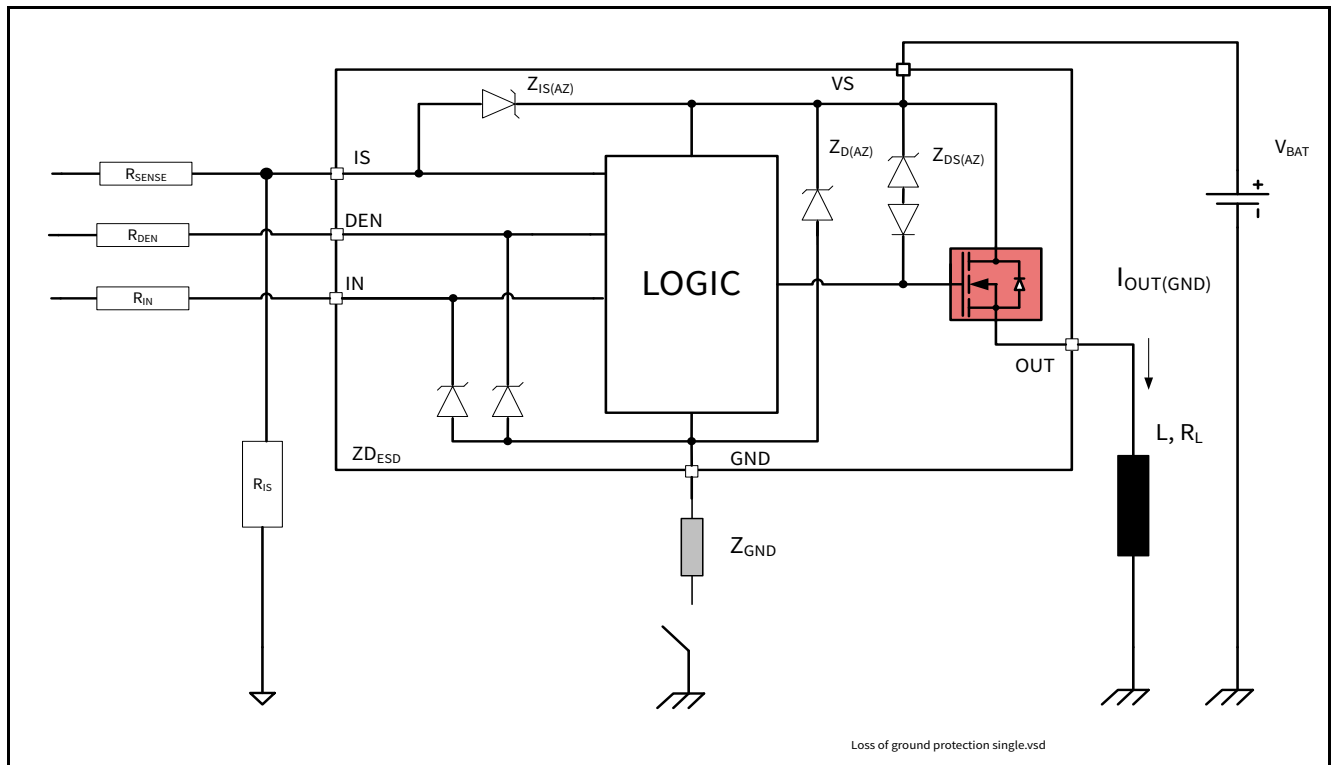 Z_IS(AZ)
VS
IS
R_SENSE
Z_D(AZ)
Z_DS(AZ)
V_BAT
+
-
DEN
R_DEN
IN
R_IN
LOGIC
I_OUT(GND)
OUT
L, R_L
ZD_ESD
GND
R_IS
Z_GND
Loss of ground protection single.vsd